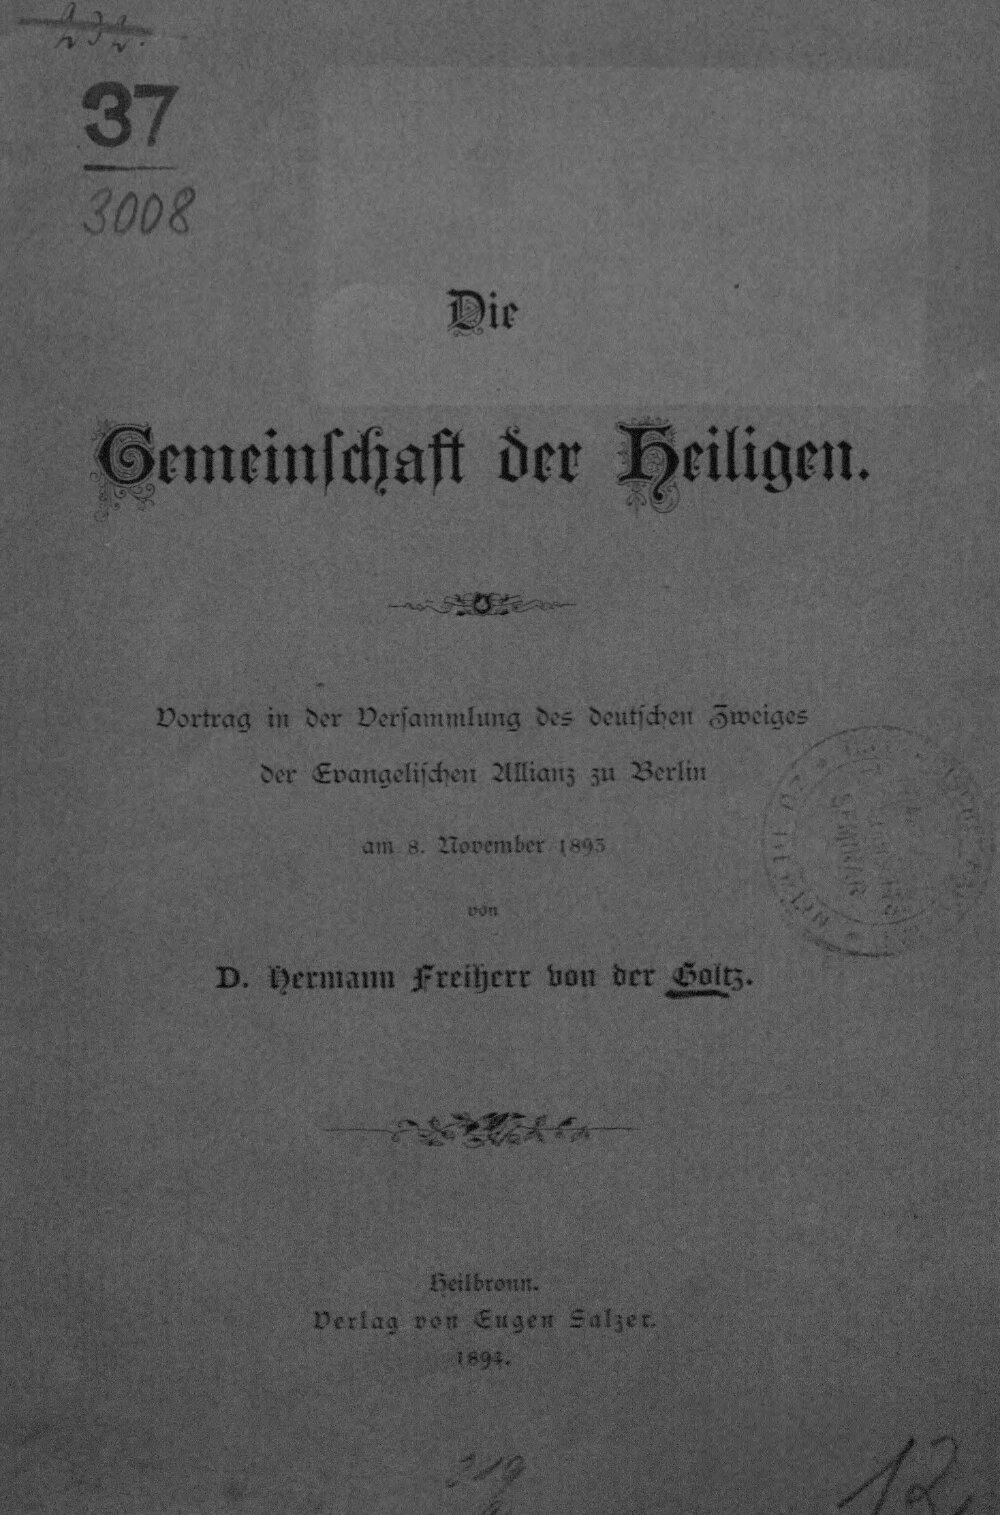 37
3008
Die
Gemeinschaft der Heiligen.
Vortrag in der Versammlung des deutschen Zweiges
der Evangelischen Allianz zu Berlin
am 8. November 1893
von
D. Hermann Freiherr von der Goltz.
Heilbronn.
Verlag von Eugen Salzer.
1894.
319
12,